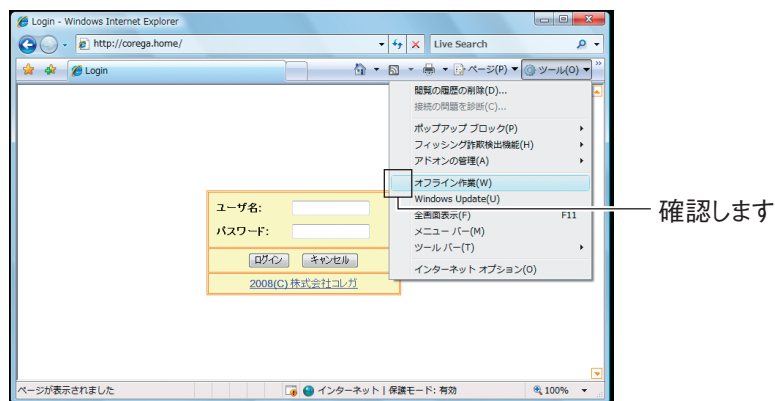 Login - Windows Internet Explorer
http://corega.home/
Live Search
Login
ページ(P)
ツール(O)
閲覧の履歴の削除(D)...
接続の問題を診断(C)...
ポップアップ ブロック(P)
フィッシング詐欺検出機能(H)
アドオンの管理(A)
オフライン作業(W)
Windows Update(U)
全画面表示(F) F11
メニュー バー(M)
ツール バー(T)
インターネット オプション(O)
確認します
ユーザ名:
パスワード:
ログイン キャンセル
2008(C) 株式会社コレガ
ページが表示されました インターネット | 保護モード: 有効 100%